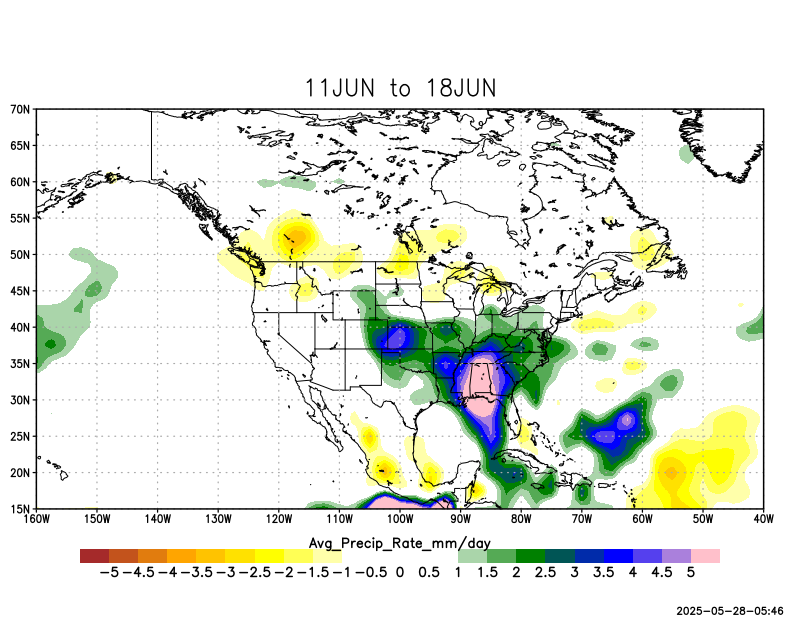 11JUN to 18JUN
70N
65N
60N
55N
50N
45N
40N
35N
30N
25N
20N
15N
160W 150W 140W 130W 120W 110W 100W 90W 80W 70W 60W 50W 40W
Avg_Precip_Rate_mm/day
-5 -4.5 -4 -3.5 -3 -2.5 -2 -1.5 -1 -0.5 0 0.5 1 1.5 2 2.5 3 3.5 4 4.5 5
2025-05-28-05:46